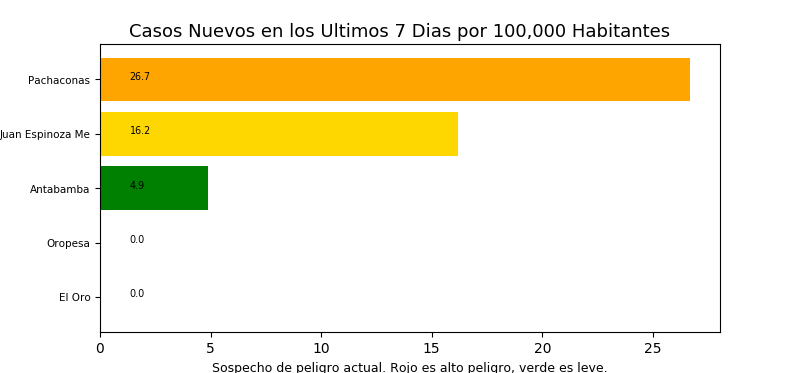 Casos Nuevos en los Ultimos 7 Dias por 100,000 Habitantes
Pachaconas 26.7
Juan Espinoza Me 16.2
Antabamba 4.9
Oropesa 0.0
El Oro 0.0
0 5 10 15 20 25
Sospecho de peligro actual. Rojo es alto peligro, verde es leve.